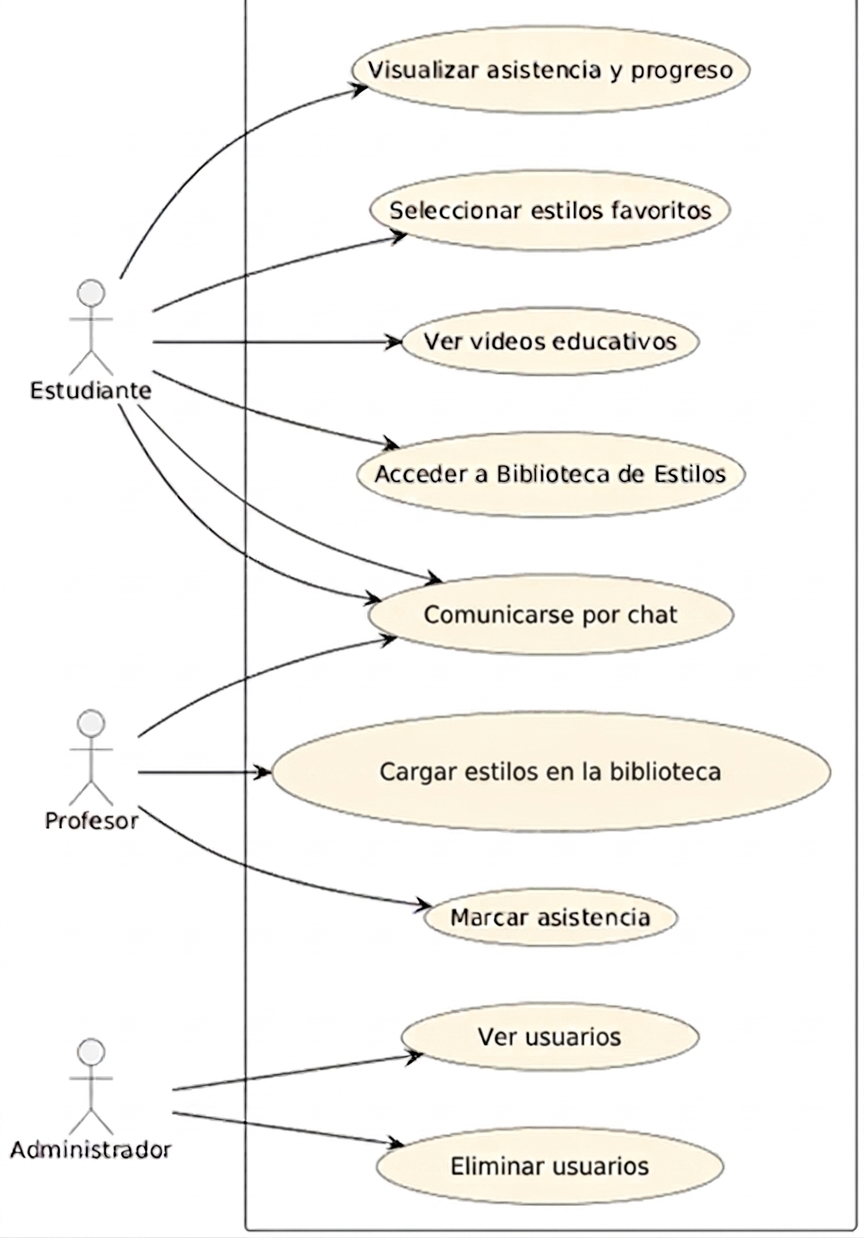 Visualizar asistencia y progreso
Seleccionar estilos favoritos
Ver videos educativos
Estudiante
Acceder a Biblioteca de Estilos
Comunicarse por chat
Cargar estilos en la biblioteca
Profesor
Marcar asistencia
Ver usuarios
Administrador
Eliminar usuarios